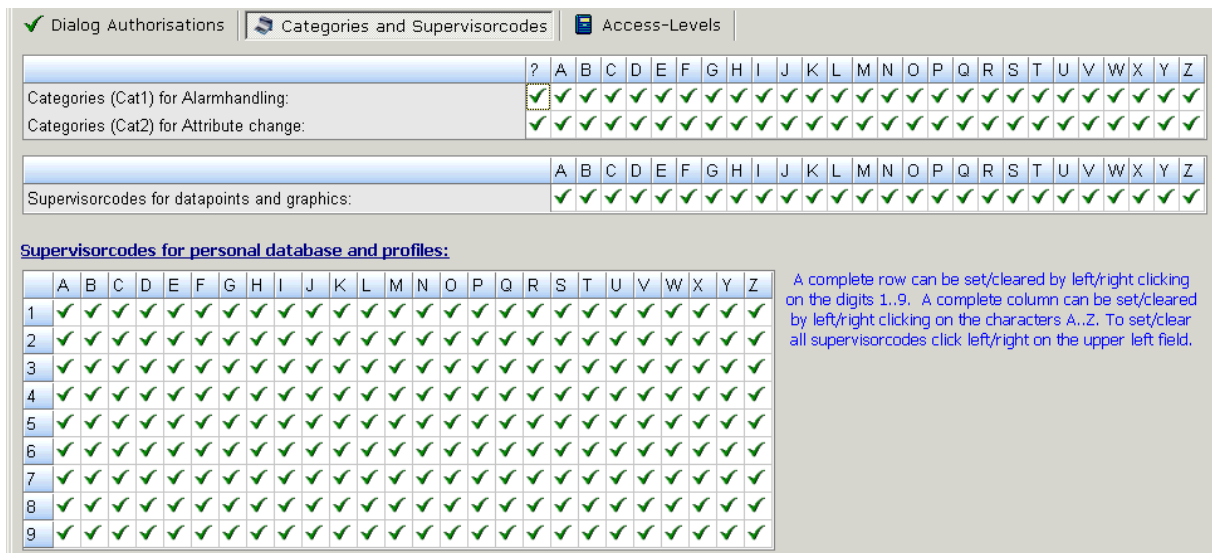 Dialog Authorisations Categories and Supervisorcodes Access-Levels
? A B C D E F G H I J K L M N O P Q R S T U V W X Y Z
Categories (Cat1) for Alarmhandling:
Categories (Cat2) for Attribute change:
A B C D E F G H I J K L M N O P Q R S T U V W X Y Z
Supervisorcodes for datapoints and graphics:
Supervisorcodes for personal database and profiles:
A B C D E F G H I J K L M N O P Q R S T U V W X Y Z
1
2
3
4
5
6
7
8
9
A complete row can be set/cleared by left/right clicking
on the digits 1..9. A complete column can be set/cleared
by left/right clicking on the characters A..Z. To set/clear
all supervisorcodes click left/right on the upper left field.